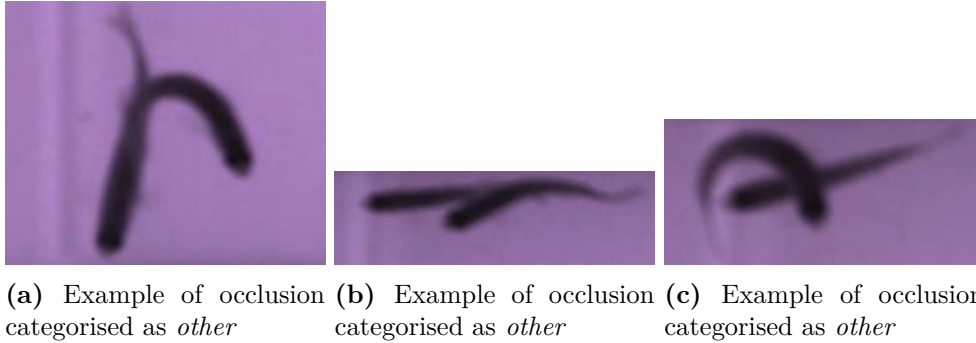 (a) Example of occlusion
categorised as other
(b) Example of occlusion
categorised as other
(c) Example of occlusion
categorised as other